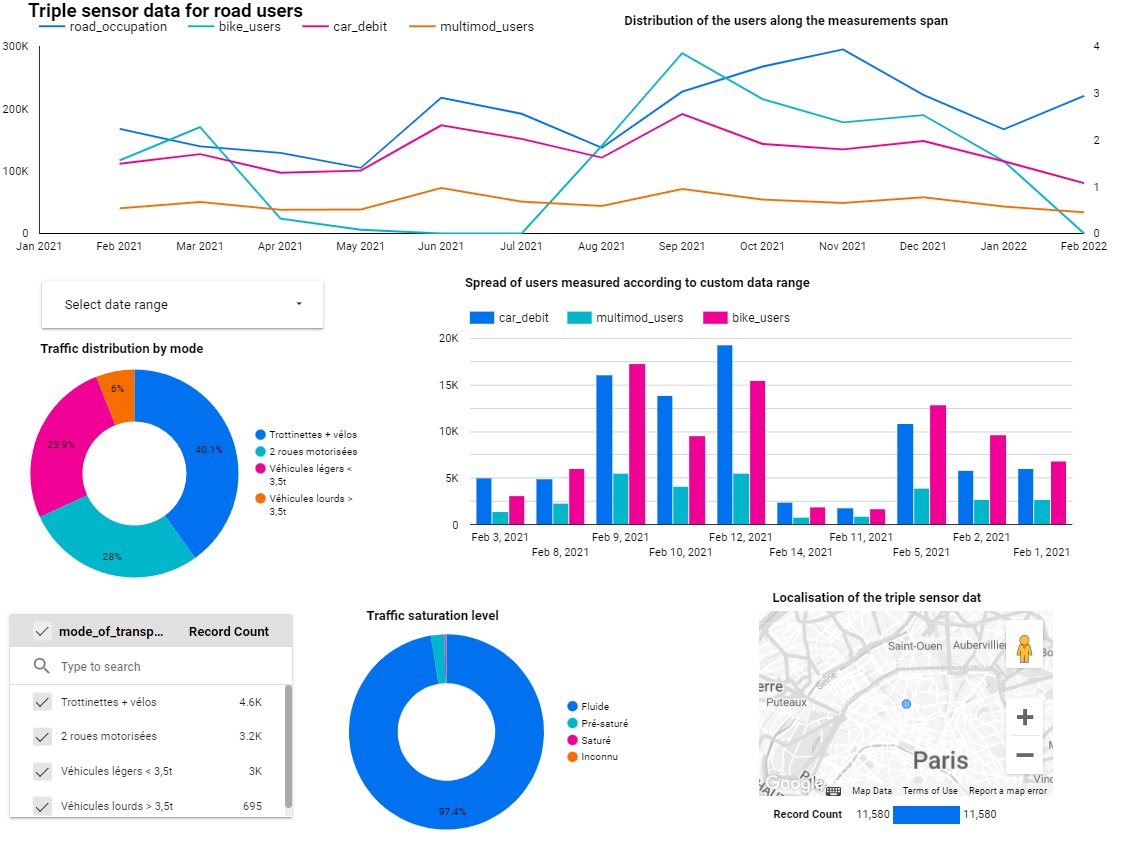 Triple sensor data for road users
Distribution of the users along the measurements span
road_occupation bike_users car_debit multimod_users
300K 4
3
200K
2
100K
1
0 0
Jan 2021 Feb 2021 Mar 2021 Apr 2021 May 2021 Jun 2021 Jul 2021 Aug 2021 Sep 2021 Oct 2021 Nov 2021 Dec 2021 Jan 2022 Feb 2022
Select date range
Traffic distribution by mode
6%
40.1%
25.9%
28%
Trottinettes + vélos
2 roues motorisées
Véhicules légers <
3,5t
Véhicules lourds >
3,5t
Spread of users measured according to custom data range
car_debit multimod_users bike_users
20K
15K
10K
5K
0
Feb 3, 2021 Feb 9, 2021 Feb 12, 2021 Feb 11, 2021 Feb 2, 2021
Feb 8, 2021 Feb 10, 2021 Feb 14, 2021 Feb 5, 2021 Feb 1, 2021
mode_of_transp... Record Count
Type to search
Trottinettes + vélos 4.6K
2 roues motorisées 3.2K
Véhicules légers < 3,5t 3K
Véhicules lourds > 3,5t 695
Traffic saturation level
97.4%
Fluide
Pré-saturé
Saturé
Inconnu
Localisation of the triple sensor dat
Saint-Ouen Aubervillie
erre
Puteaux
Seine
Paris
Vinc
Google
Map Data Terms of Use Report a map error
Record Count 11,580 11,580